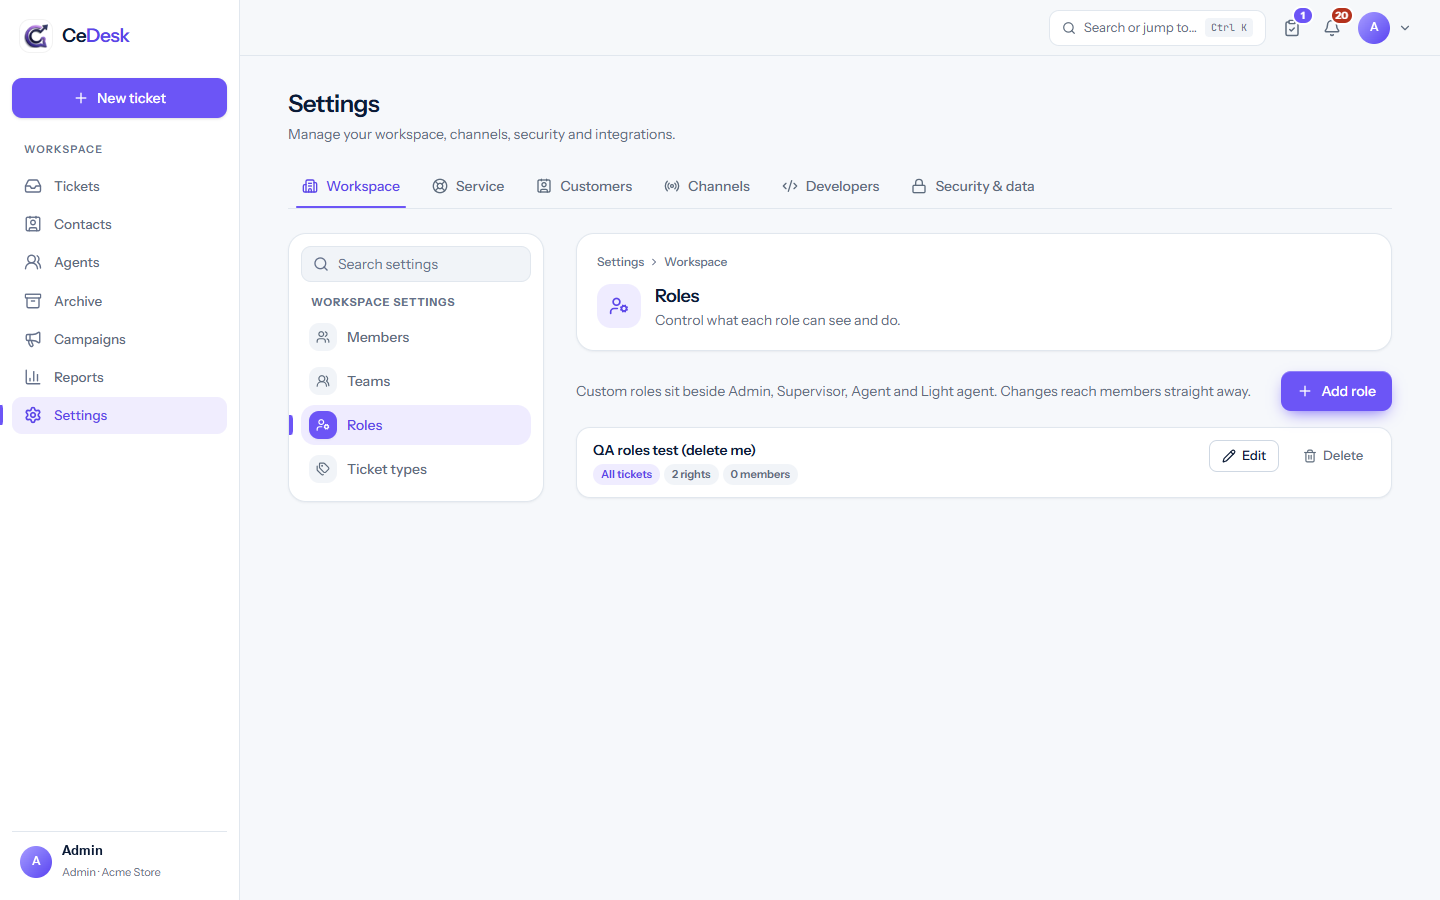 CeDesk
Search or jump to... Ctrl K
1
20
A
New ticket
WORKSPACE
Tickets
Contacts
Agents
Archive
Campaigns
Reports
Settings
Settings
Manage your workspace, channels, security and integrations.
Workspace
Service
Customers
Channels
Developers
Security & data
Search settings
WORKSPACE SETTINGS
Members
Teams
Roles
Ticket types
Settings > Workspace
Roles
Control what each role can see and do.
Custom roles sit beside Admin, Supervisor, Agent and Light agent. Changes reach members straight away.
Add role
QA roles test (delete me)
All tickets
2 rights
0 members
Edit
Delete
A
Admin
Admin · Acme Store